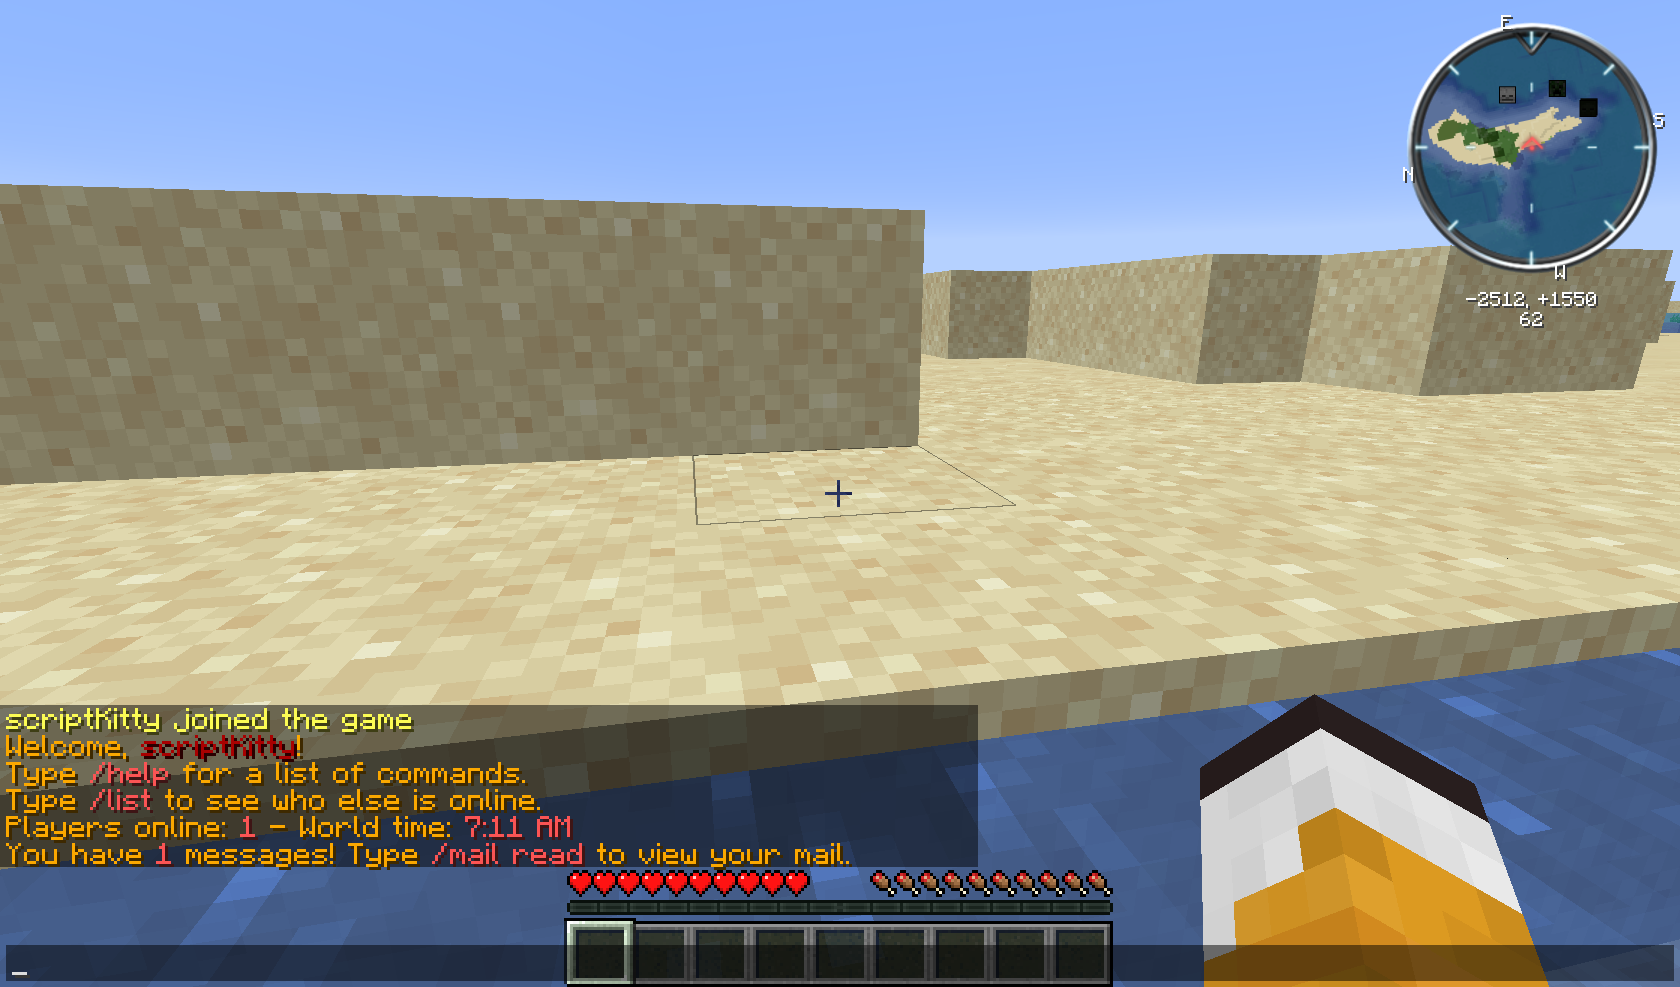 E
S
N
W
-2512, +1550
62
scriptKitty joined the game
Welcome, scriptKitty!
Type /help for a list of commands.
Type /list to see who else is online.
Players online: 1 - World time: 7:11 AM
You have 1 messages! Type /mail read to view your mail.
_